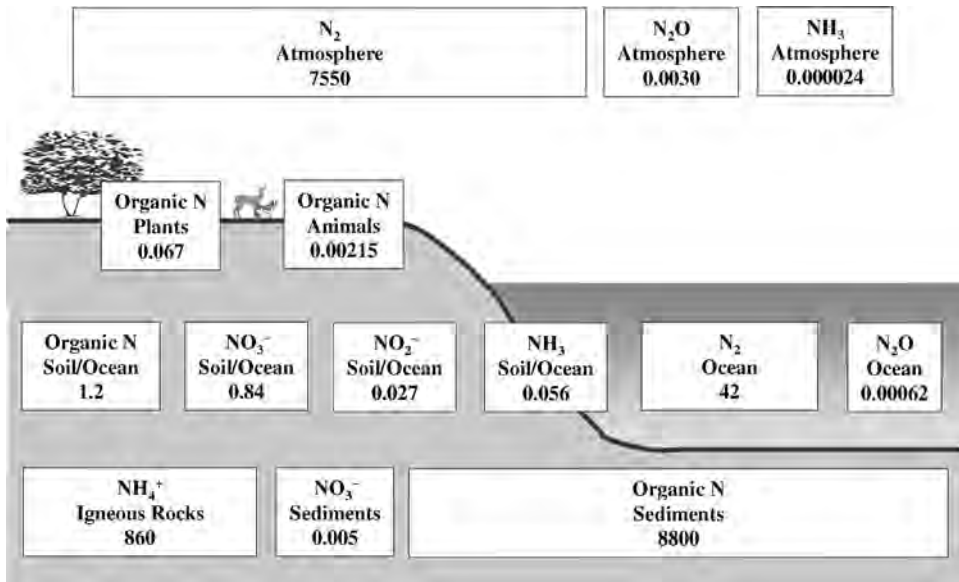 N₂
Atmosphere
7550
N₂O
Atmosphere
0.0030
NH₃
Atmosphere
0.000024
Organic N
Plants
0.067
Organic N
Animals
0.00215
Organic N
Soil/Ocean
1.2
NO₃⁻
Soil/Ocean
0.84
NO₂⁻
Soil/Ocean
0.027
NH₃
Soil/Ocean
0.056
N₂
Ocean
42
N₂O
Ocean
0.00062
NH₄⁺
Igneous Rocks
860
NO₃⁻
Sediments
0.005
Organic N
Sediments
8800